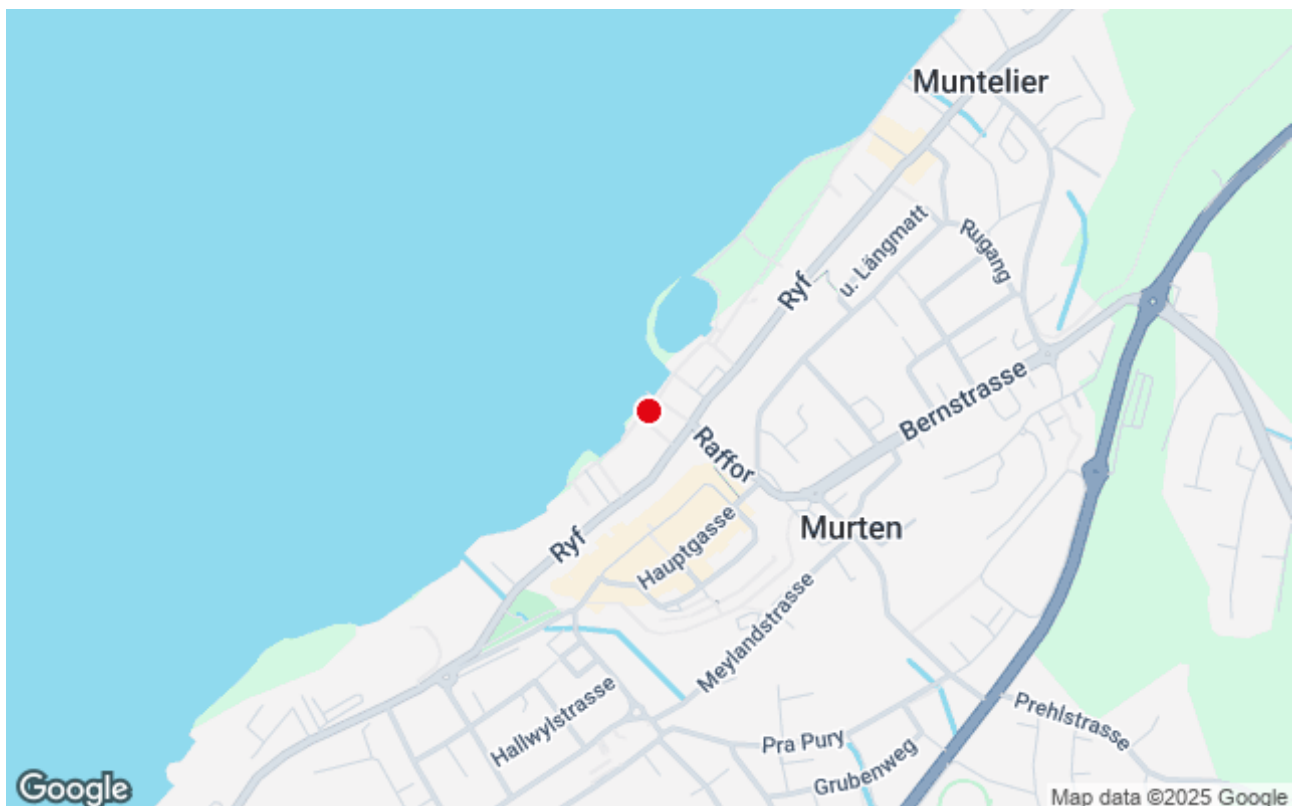 Muntelier
Rugang
u. Längmatt
Ryf
Bernstrasse
Raffor
Murten
Hauptgasse
Ryf
Meylandstrasse
Hallwylstrasse
Prehlstrasse
Pra Pury
Grubenweg
Google
Map data ©2025 Google